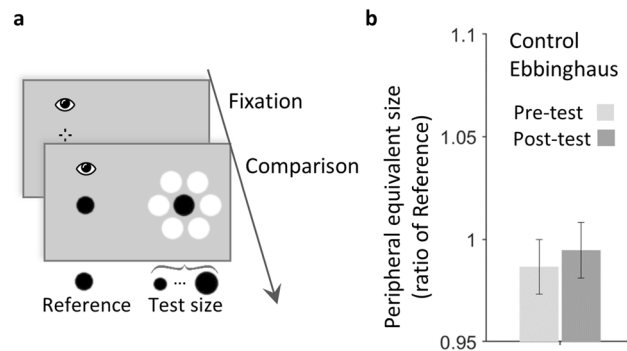 a
Fixation
Comparison
...
Reference
Test size
b
Peripheral equivalent size
(ratio of Reference)
1.1
1.05
1
0.95
Control
Ebbinghaus
Pre-test
Post-test